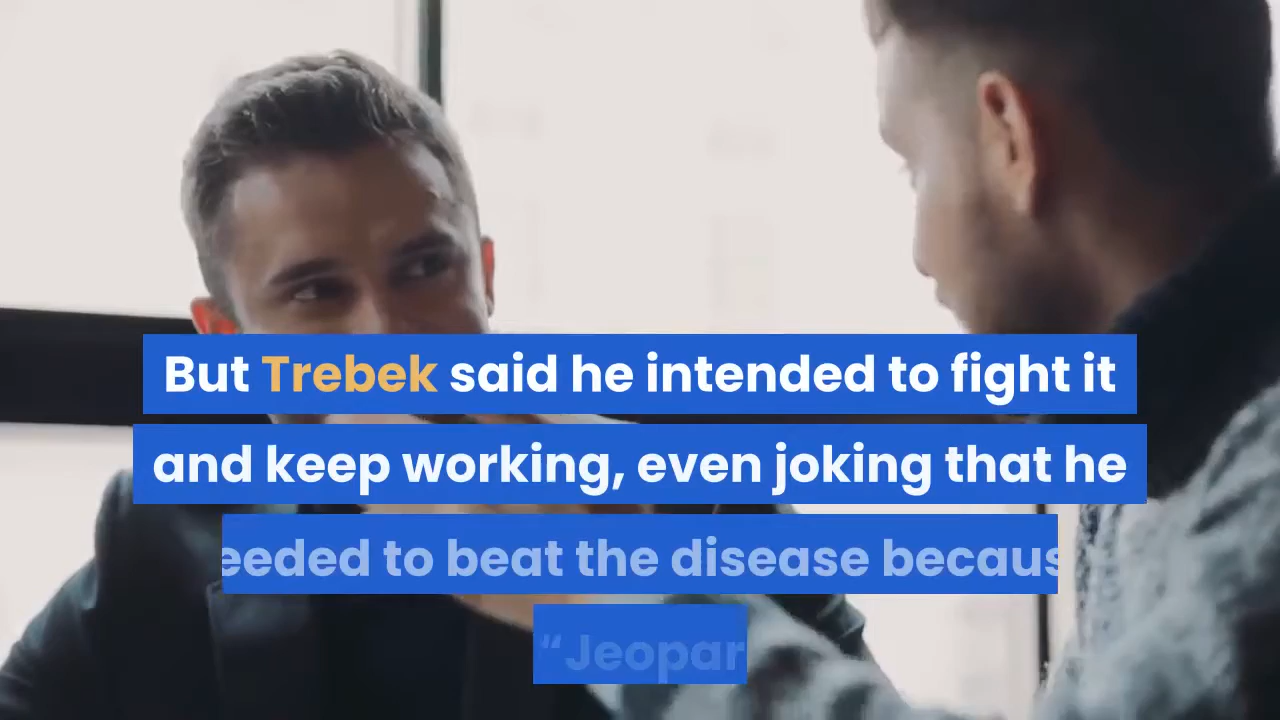 But Trebek said he intended to fight it
and keep working, even joking that he
eeded to beat the disease becaus
“Jeopar